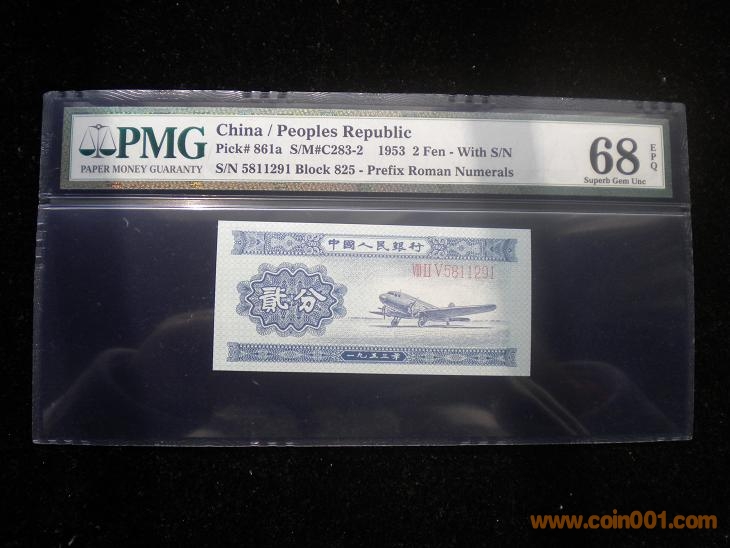 PMG
PAPER MONEY GUARANTY
China / Peoples Republic
Pick# 861a S/M#C283-2 1953 2 Fen - With S/N
S/N 5811291 Block 825 - Prefix Roman Numerals
68
EPQ
Superb Gem Unc
中國人民銀行
VIII II V 5811291
貳分
一九五三年
www.coin001.com